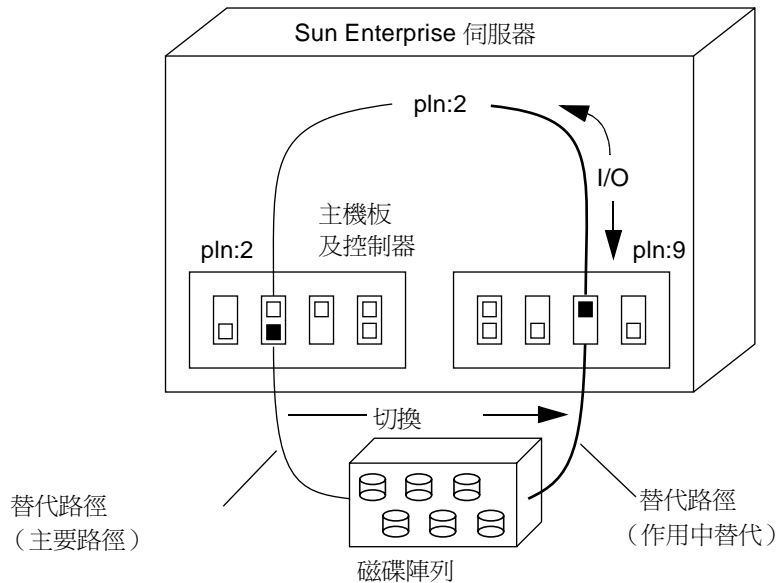 Sun Enterprise 伺服器
pln:2
I/O
主機板
及控制器
pln:2
pln:9
切換
替代路徑
（主要路徑）
替代路徑
（作用中替代）
磁碟陣列